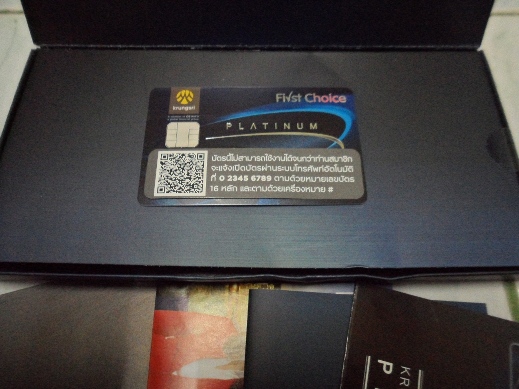 krungsri
First Choice
PLATINUM
บัตรนี้ไม่สามารถใช้งานได้จนกว่าท่านสมาชิก
จะแจ้งเปิดบัตรผ่านระบบโทรศัพท์อัตโนมัติ
ที่ 0 2345 6789 ตามด้วยหมายเลขบัตร
16 หลัก และตามด้วยเครื่องหมาย #
KR
P